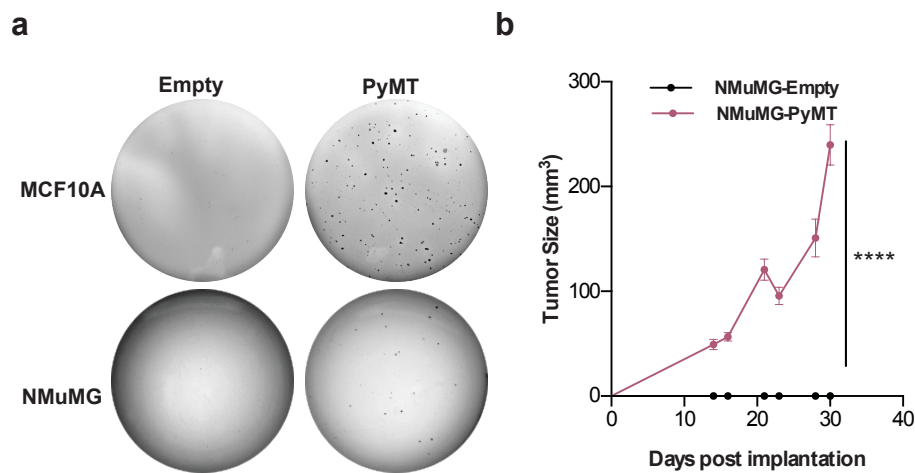 a
Empty
PyMT
MCF10A
NMuMG
b
NMuMG-Empty
NMuMG-PyMT
300
200
100
0
Tumor Size (mm³)
****
0
10
20
30
40
Days post implantation